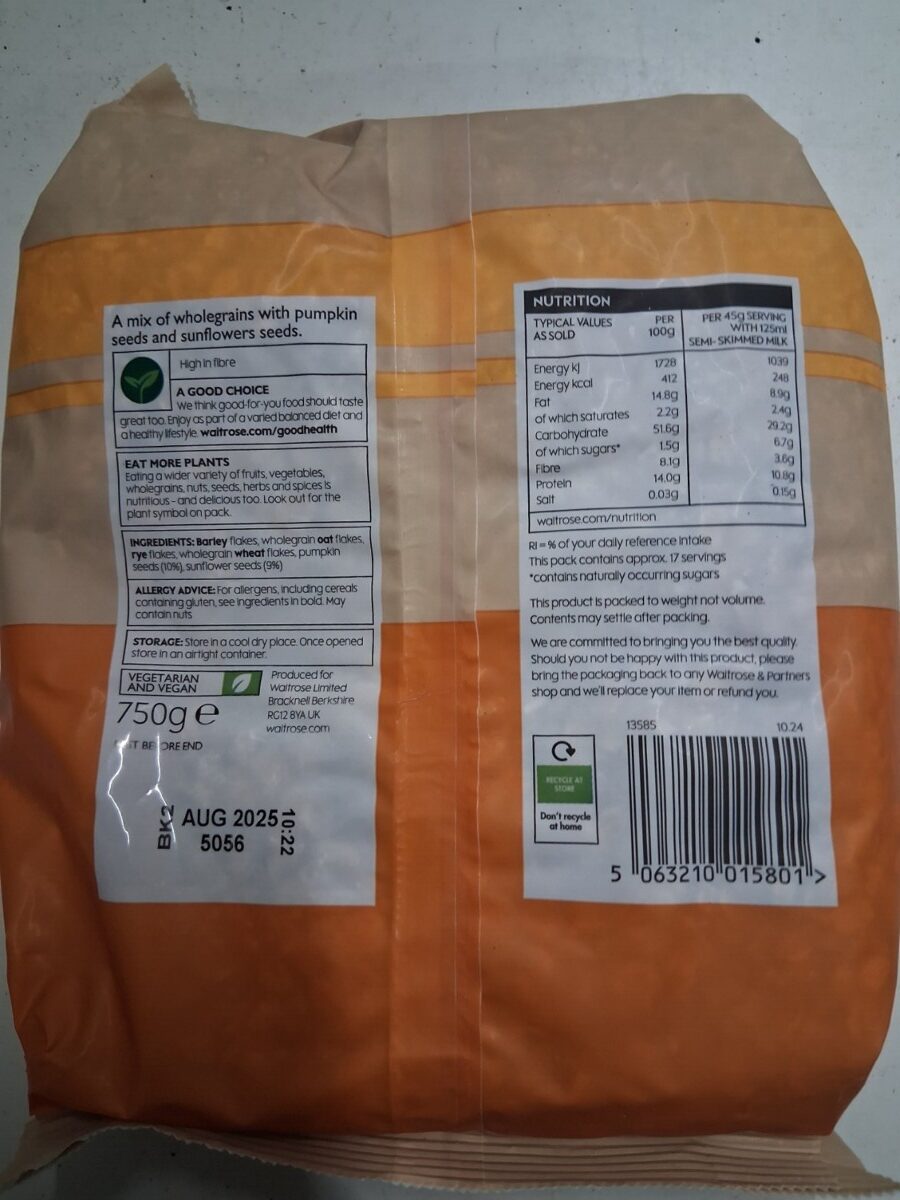 A mix of wholegrains with pumpkin
seeds and sunflowers seeds.
High in fibre
A GOOD CHOICE
We think good-for-you food should taste
great too. Enjoy as part of a varied balanced diet and
a healthy lifestyle. waitrose.com/goodhealth
EAT MORE PLANTS
Eating a wider variety of fruits, vegetables,
wholegrains, nuts, seeds, herbs and spices is
nutritious - and delicious too. Look out for the
plant symbol on pack.
INGREDIENTS: Barley flakes, wholegrain oat flakes,
rye flakes, wholegrain wheat flakes, pumpkin
seeds (10%), sunflower seeds (9%)
ALLERGY ADVICE: For allergens, including cereals
containing gluten, see ingredients in bold. May
contain nuts
STORAGE: Store in a cool dry place. Once opened
store in an airtight container.
VEGETARIAN
AND VEGAN
750g e
Produced for
Waitrose Limited
Bracknell Berkshire
RG12 8YA UK
waitrose.com
BEFORE END
BK2 AUG 2025 10:22
5056
NUTRITION
TYPICAL VALUES AS SOLD PER 100g PER 45g SERVING WITH 125ml SEMI-SKIMMED MILK
Energy kJ 1728 1039
Energy kcal 412 248
Fat 14.8g 8.9g
of which saturates 2.2g 2.4g
Carbohydrate 51.6g 29.2g
of which sugars* 1.5g 6.7g
Fibre 8.1g 3.6g
Protein 14.0g 10.8g
Salt 0.03g 0.15g
waitrose.com/nutrition
RI = % of your daily reference intake
This pack contains approx. 17 servings
*contains naturally occurring sugars
This product is packed to weight not volume.
Contents may settle after packing.
We are committed to bringing you the best quality.
Should you not be happy with this product, please
bring the packaging back to any Waitrose & Partners
shop and we'll replace your item or refund you.
13585 10.24
RECYCLE AT
STORE
Don't recycle
at home
5 063210 015801 >